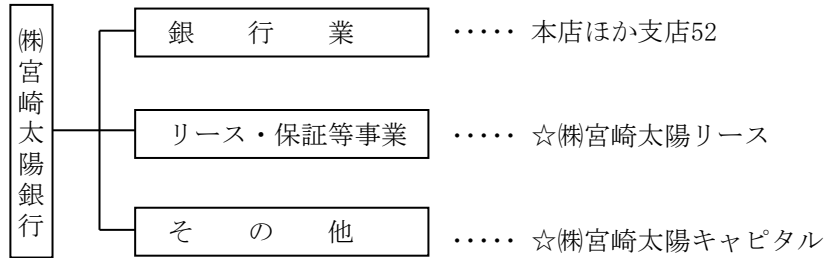 ㈱宮崎太陽銀行
銀行業 ····· 本店ほか支店52
リース・保証等事業 ····· ☆㈱宮崎太陽リース
その他 ····· ☆㈱宮崎太陽キャピタル